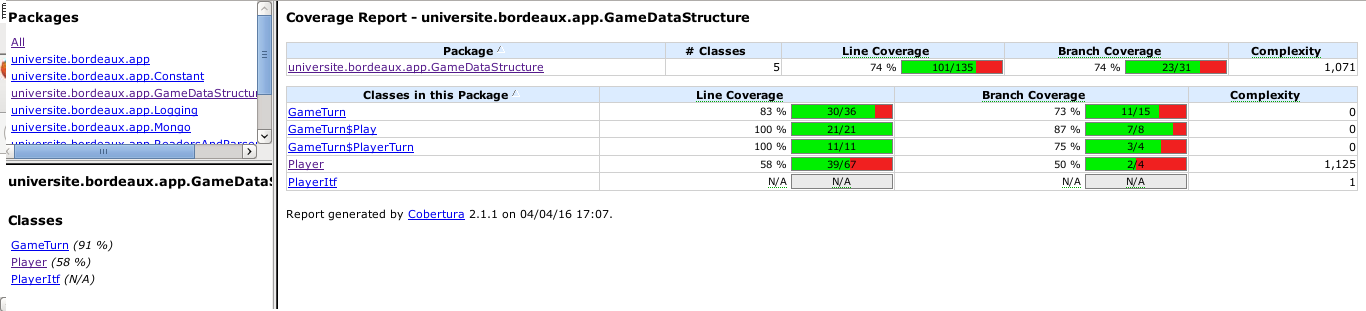 Packages
All
universite.bordeaux.app
universite.bordeaux.app.Constant
universite.bordeaux.app.GameDataStructur
universite.bordeaux.app.Logging
universite.bordeaux.app.Mongo
universite.bordeaux.app.ReadersAndParser
universite.bordeaux.app.GameDataS
Classes
GameTurn (91 %)
Player (58 %)
PlayerItf (N/A)
Coverage Report - universite.bordeaux.app.GameDataStructure
Package # Classes Line Coverage Branch Coverage Complexity
universite.bordeaux.app.GameDataStructure 5 74 % 101/135 74 % 23/31 1,071
Classes in this Package Line Coverage Branch Coverage Complexity
GameTurn 83 % 30/36 73 % 11/15 0
GameTurn$Play 100 % 21/21 87 % 7/8 0
GameTurn$PlayerTurn 100 % 11/11 75 % 3/4 0
Player 58 % 39/67 50 % 2/4 1,125
PlayerItf N/A N/A N/A N/A 1
Report generated by Cobertura 2.1.1 on 04/04/16 17:07.